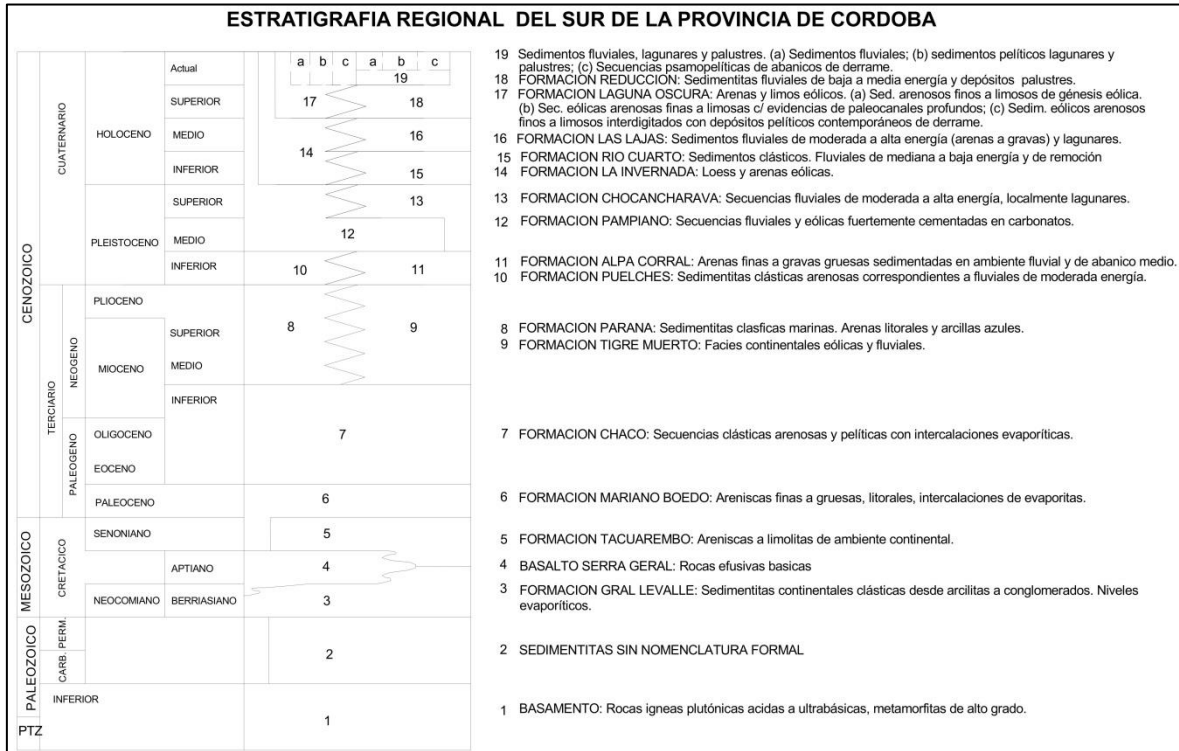 ESTRATIGRAFIA REGIONAL DEL SUR DE LA PROVINCIA DE CORDOBA
CENOZOICO
MESOZOICO
PALEOZOICO
PTZ
CUATERNARIO
TERCIARIO
NEOGENO
PALEOGENO
CRETACICO
PERM.
CARB.
INFERIOR
HOLOCENO
PLEISTOCENO
PLIOCENO
MIOCENO
OLIGOCENO
EOCENO
PALEOCENO
SENONIANO
NEOCOMIANO
Actual
SUPERIOR
MEDIO
INFERIOR
SUPERIOR
MEDIO
INFERIOR
SUPERIOR
MEDIO
INFERIOR
APTIANO
BERRIASIANO
a b c a b c
19
17 18
16
14
15
13
12
10 11
8 9
7
6
5
4
3
2
1
19 Sedimentos fluviales, lagunares y palustres. (a) Sedimentos fluviales; (b) sedimentos pelíticos lagunares y
palustres; (c) Secuencias psamopelíticas de abanicos de derrame.
18 FORMACION REDUCCION: Sedimentitas fluviales de baja a media energía y depósitos palustres.
17 FORMACION LAGUNA OSCURA: Arenas y limos eólicos. (a) Sed. arenosos finos a limosos de génesis eólica.
(b) Sec. eólicas arenosas finas a limosas c/ evidencias de paleocanales profundos; (c) Sedim. eólicos arenosos
finos a limosos interdigitados con depósitos pelíticos contemporáneos de derrame.
16 FORMACION LAS LAJAS: Sedimentos fluviales de moderada a alta energía (arenas a gravas) y lagunares.
15 FORMACION RIO CUARTO: Sedimentos clásticos. Fluviales de mediana a baja energía y de remoción
14 FORMACION LA INVERNADA: Loess y arenas eólicas.
13 FORMACION CHOCANCHARAVA: Secuencias fluviales de moderada a alta energía, localmente lagunares.
12 FORMACION PAMPIANO: Secuencias fluviales y eólicas fuertemente cementadas en carbonatos.
11 FORMACION ALPA CORRAL: Arenas finas a gravas gruesas sedimentadas en ambiente fluvial y de abanico medio.
10 FORMACION PUELCHES: Sedimentitas clásticas arenosas correspondientes a fluviales de moderada energía.
8 FORMACION PARANA: Sedimentitas clasficas marinas. Arenas litorales y arcillas azules.
9 FORMACION TIGRE MUERTO: Facies continentales eólicas y fluviales.
7 FORMACION CHACO: Secuencias clásticas arenosas y pelíticas con intercalaciones evaporíticas.
6 FORMACION MARIANO BOEDO: Areniscas finas a gruesas, litorales, intercalaciones de evaporitas.
5 FORMACION TACUAREMBO: Areniscas a limolitas de ambiente continental.
4 BASALTO SERRA GERAL: Rocas efusivas basicas
3 FORMACION GRAL LEVALLE: Sedimentitas continentales clásticas desde arcilitas a conglomerados. Niveles
evaporíticos.
2 SEDIMENTITAS SIN NOMENCLATURA FORMAL
1 BASAMENTO: Rocas igneas plutónicas acidas a ultrabásicas, metamorfitas de alto grado.